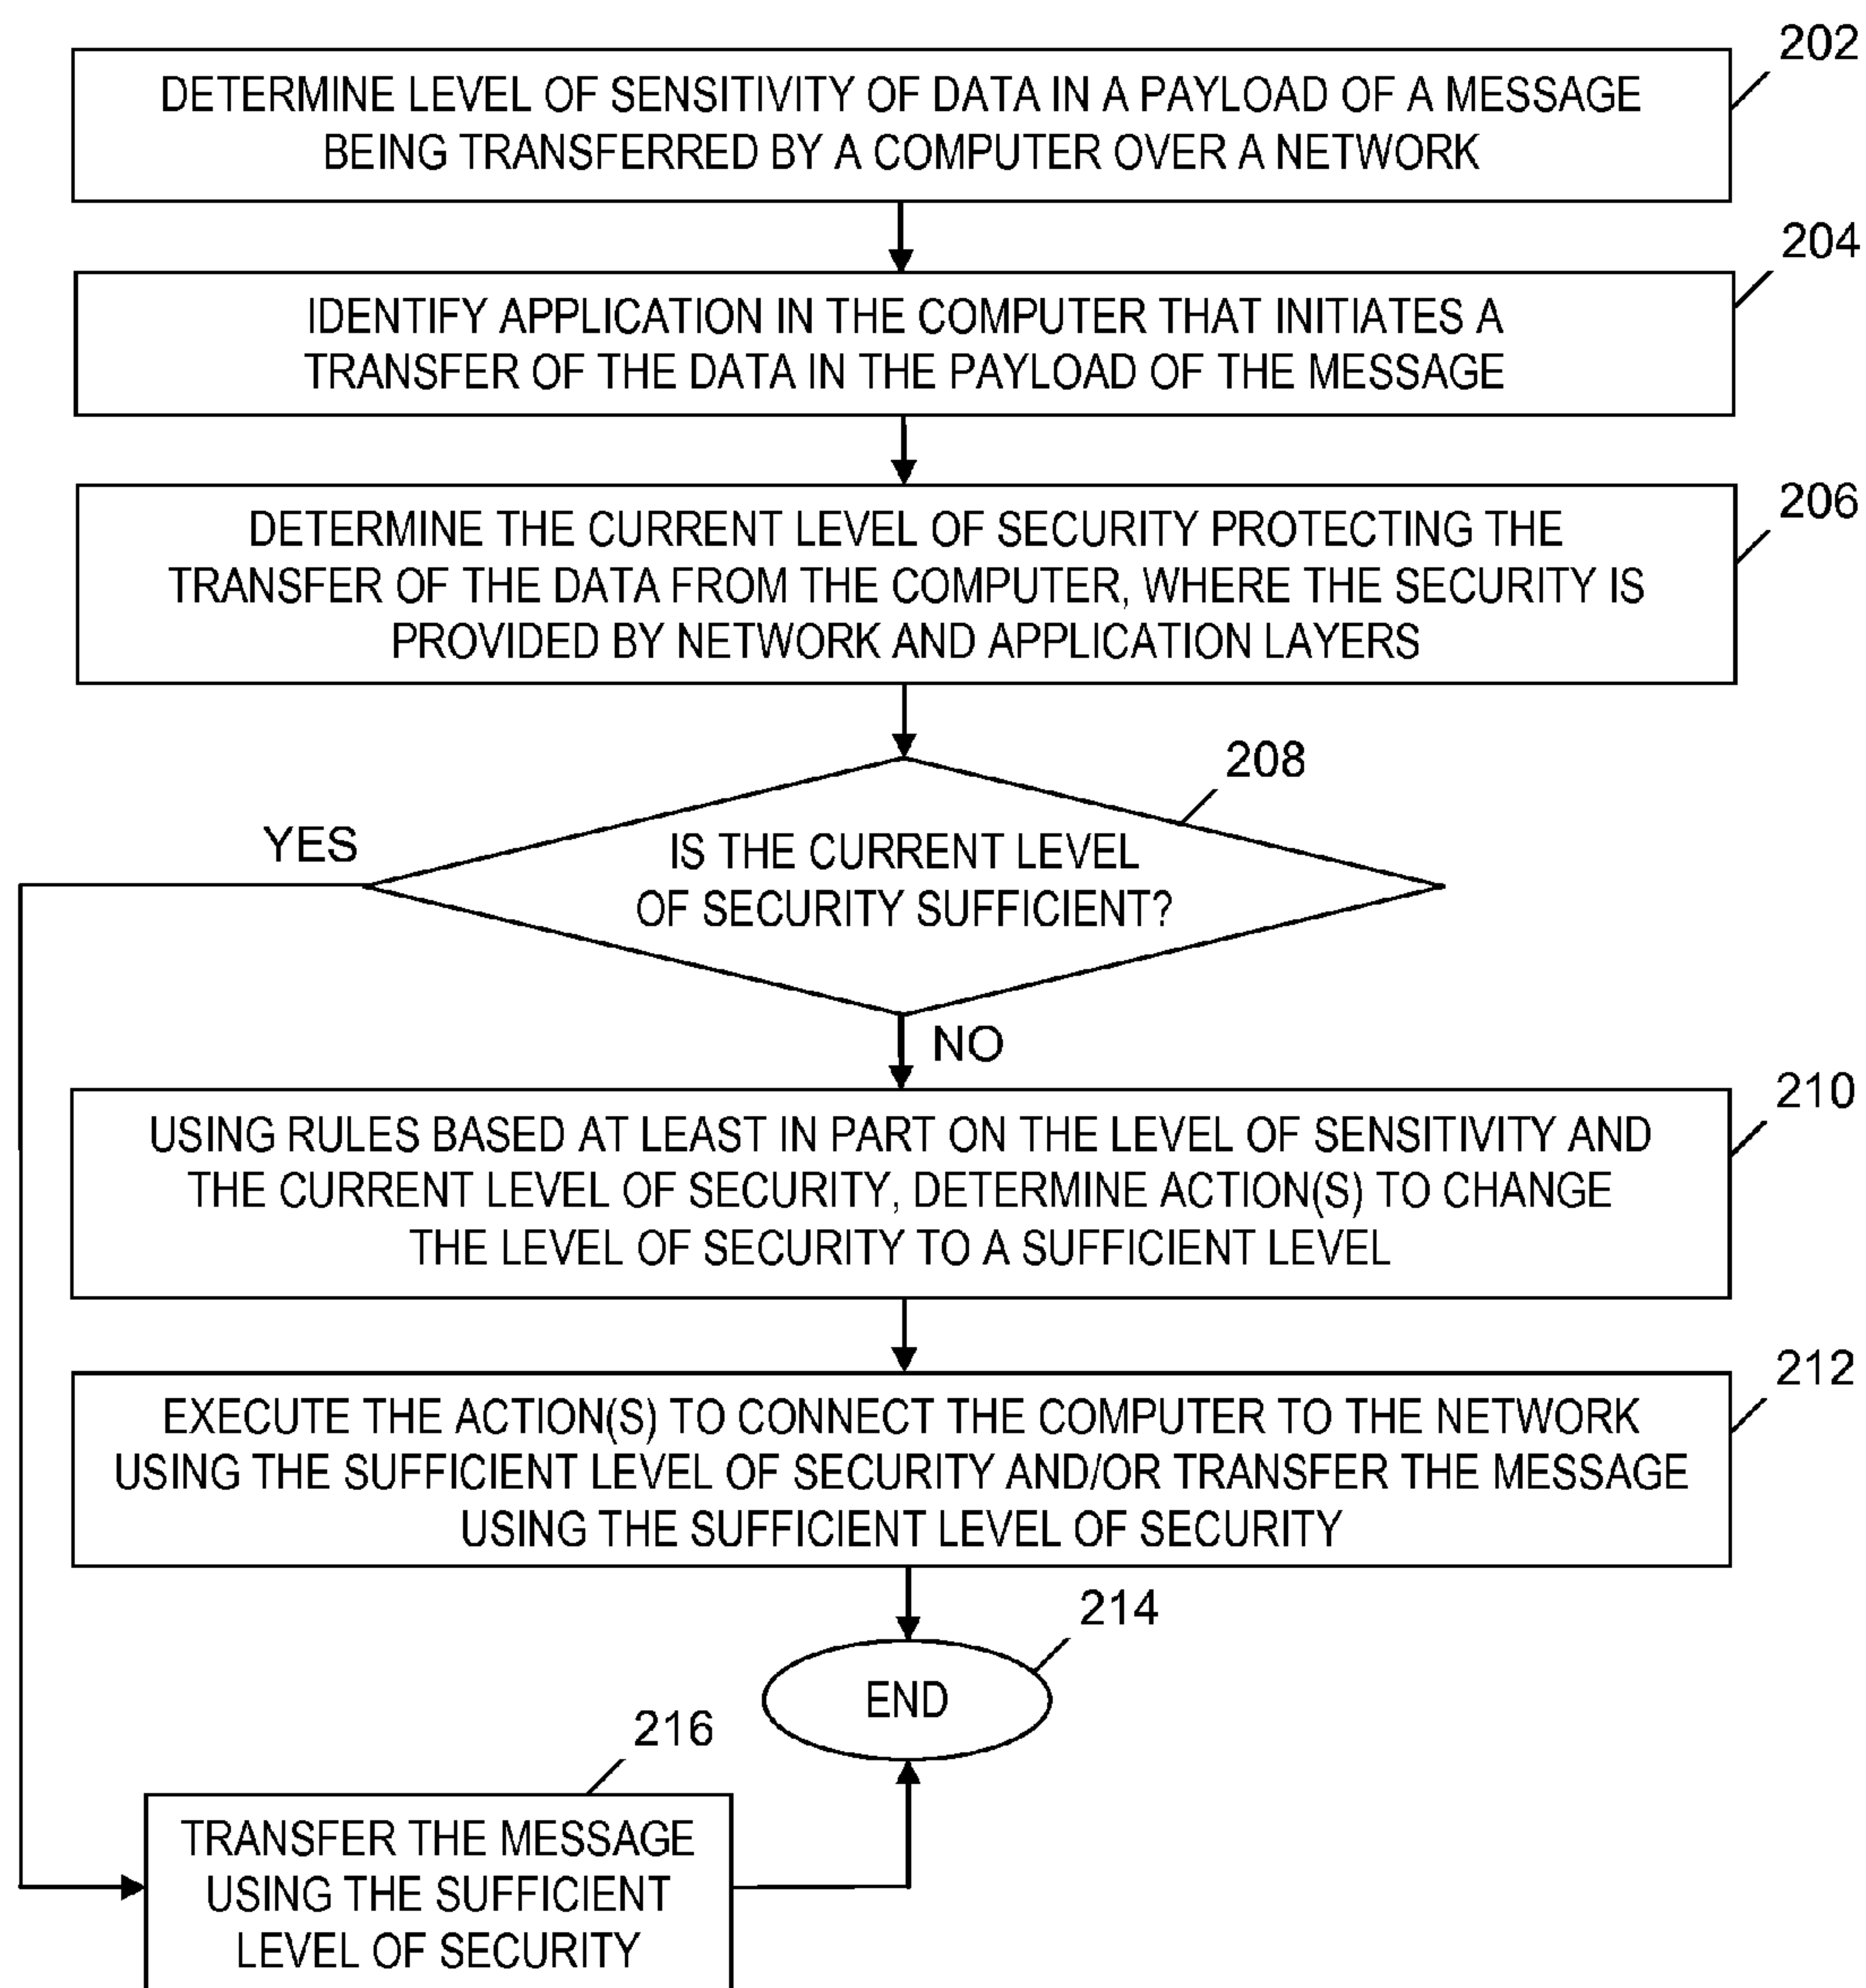 202
DETERMINE LEVEL OF SENSITIVITY OF DATA IN A PAYLOAD OF A MESSAGE
BEING TRANSFERRED BY A COMPUTER OVER A NETWORK
204
IDENTIFY APPLICATION IN THE COMPUTER THAT INITIATES A
TRANSFER OF THE DATA IN THE PAYLOAD OF THE MESSAGE
206
DETERMINE THE CURRENT LEVEL OF SECURITY PROTECTING THE
TRANSFER OF THE DATA FROM THE COMPUTER, WHERE THE SECURITY IS
PROVIDED BY NETWORK AND APPLICATION LAYERS
208
YES
IS THE CURRENT LEVEL
OF SECURITY SUFFICIENT?
NO
210
USING RULES BASED AT LEAST IN PART ON THE LEVEL OF SENSITIVITY AND
THE CURRENT LEVEL OF SECURITY, DETERMINE ACTION(S) TO CHANGE
THE LEVEL OF SECURITY TO A SUFFICIENT LEVEL
212
EXECUTE THE ACTION(S) TO CONNECT THE COMPUTER TO THE NETWORK
USING THE SUFFICIENT LEVEL OF SECURITY AND/OR TRANSFER THE MESSAGE
USING THE SUFFICIENT LEVEL OF SECURITY
214
END
216
TRANSFER THE MESSAGE
USING THE SUFFICIENT
LEVEL OF SECURITY